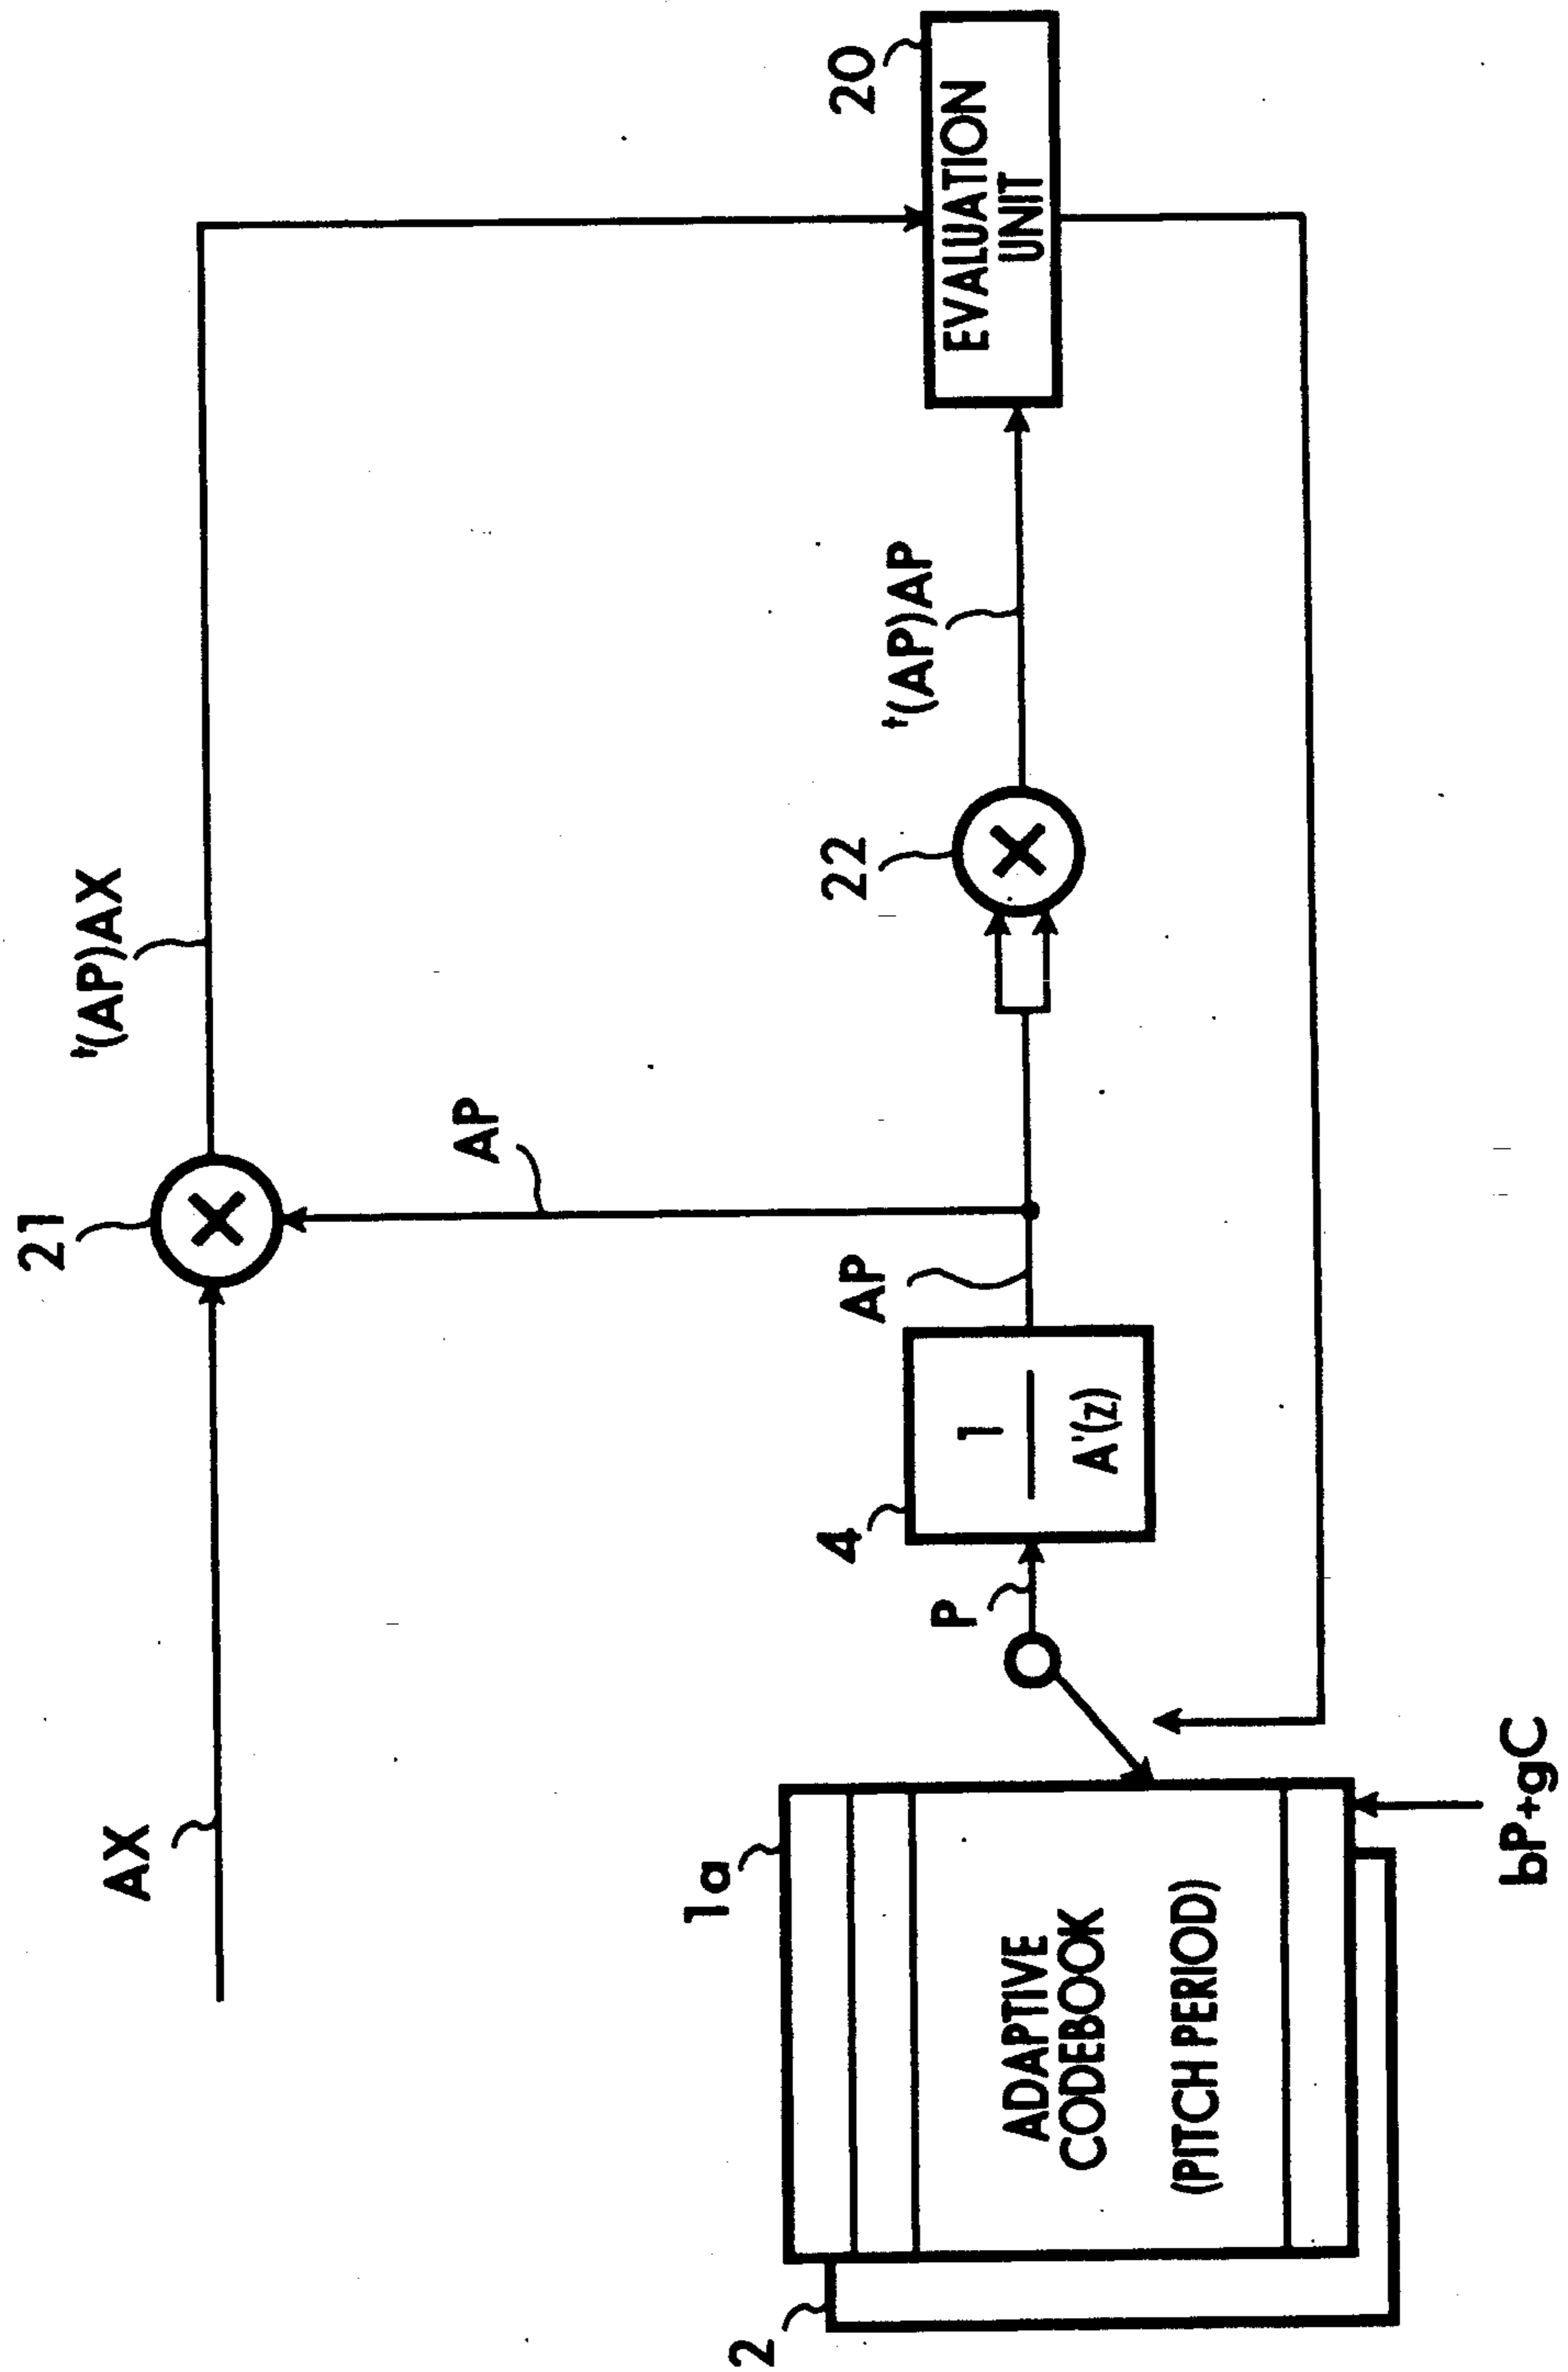 AX
21
t(AP)AX
AP
20
EVALUATION
UNIT
1a
4
AP
22
t(AP)AP
P
1
A'(z)
2
ADAPTIVE
CODEBOOK
(PITCH PERIOD)
bP+gC